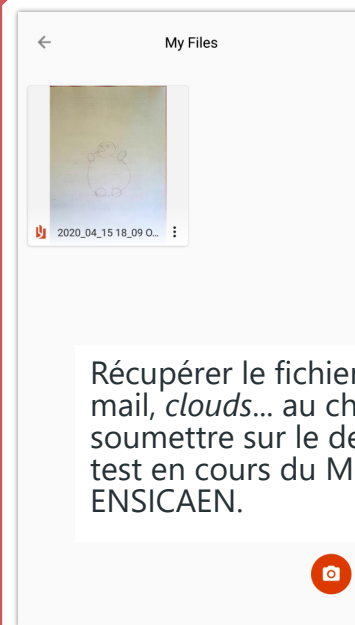 My Files
2020_04_15 18_09 O...
Récupérer le fichier
mail, clouds... au ch
soumettre sur le de
test en cours du M
ENSICAEN.